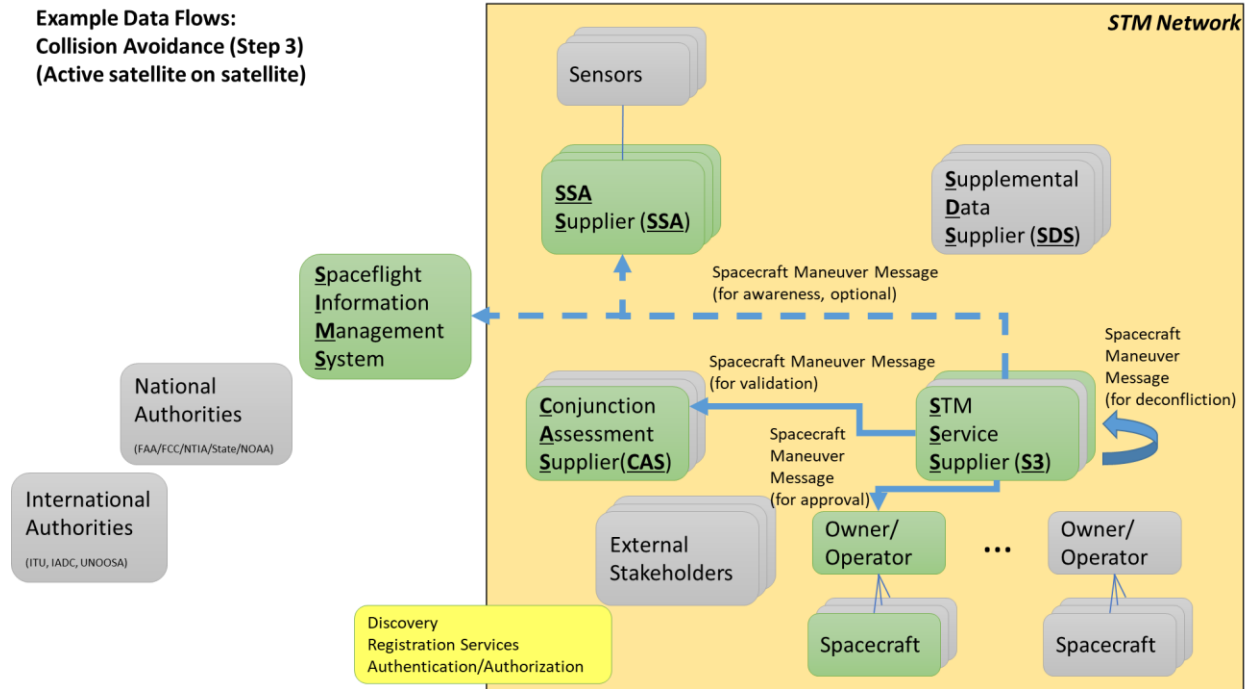 Example Data Flows:
Collision Avoidance (Step 3)
(Active satellite on satellite)
STM Network
Sensors
SSA
Supplier (SSA)
Supplemental
Data
Supplier (SDS)
Spaceflight
Information
Management
System
Spacecraft Maneuver Message
(for awareness, optional)
Spacecraft
Maneuver
Message
(for deconfliction)
Spacecraft Maneuver Message
(for validation)
National
Authorities
(FAA/FCC/NTIA/State/NOAA)
Conjunction
Assessment
Supplier(CAS)
STM
Service
Supplier (S3)
Spacecraft
Maneuver
Message
(for approval)
International
Authorities
(ITU, IADC, UNOOSA)
External
Stakeholders
Owner/
Operator
...
Owner/
Operator
Discovery
Registration Services
Authentication/Authorization
Spacecraft
Spacecraft